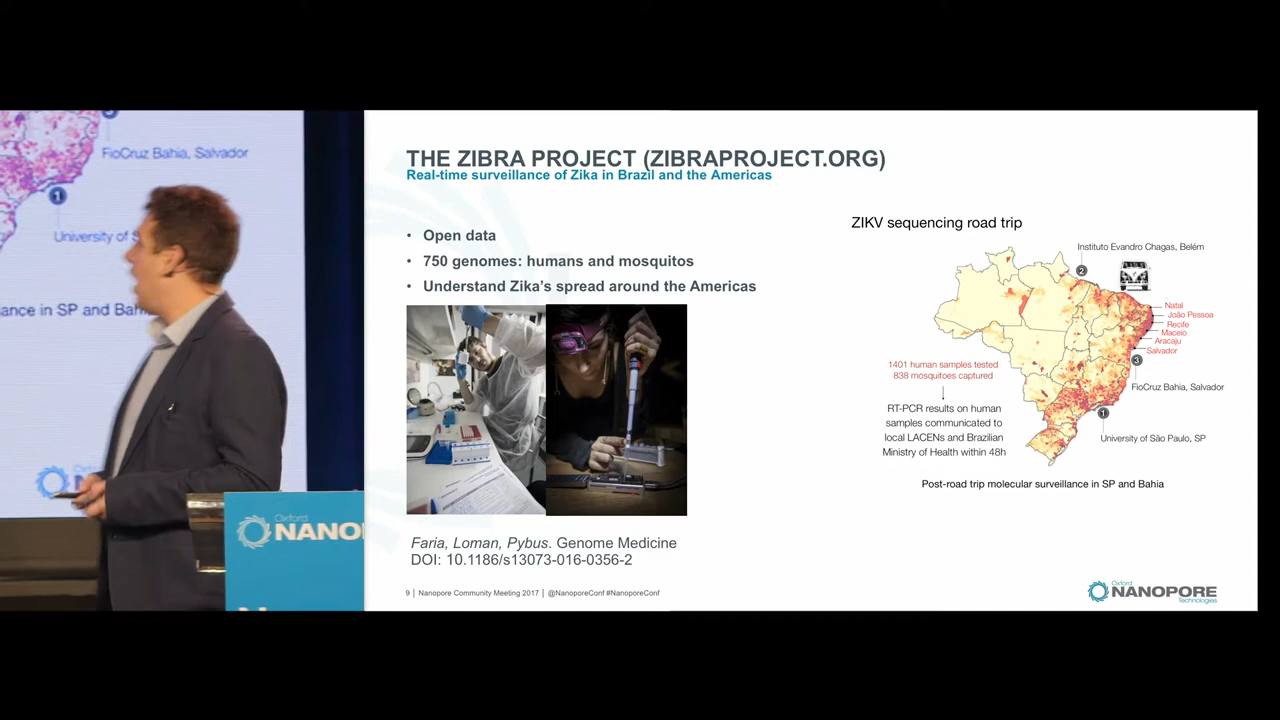 FioCruz Bahia, Salvador
1
University of S
ance in SP and Bah
Oxford
NANO
THE ZIBRA PROJECT (ZIBRAPROJECT.ORG)
Real-time surveillance of Zika in Brazil and the Americas
• Open data
• 750 genomes: humans and mosquitos
• Understand Zika's spread around the Americas
Faria, Loman, Pybus. Genome Medicine
DOI: 10.1186/s13073-016-0356-2
9 | Nanopore Community Meeting 2017 | @NanoporeConf #NanoporeConf
ZIKV sequencing road trip
Instituto Evandro Chagas, Belém
2
Natal
João Pessoa
Recife
Maceio
Aracaju
Salvador
3
FioCruz Bahia, Salvador
1
University of São Paulo, SP
1401 human samples tested
838 mosquitoes captured
RT-PCR results on human
samples communicated to
local LACENs and Brazilian
Ministry of Health within 48h
Post-road trip molecular surveillance in SP and Bahia
Oxford
NANOPORE
Technologies